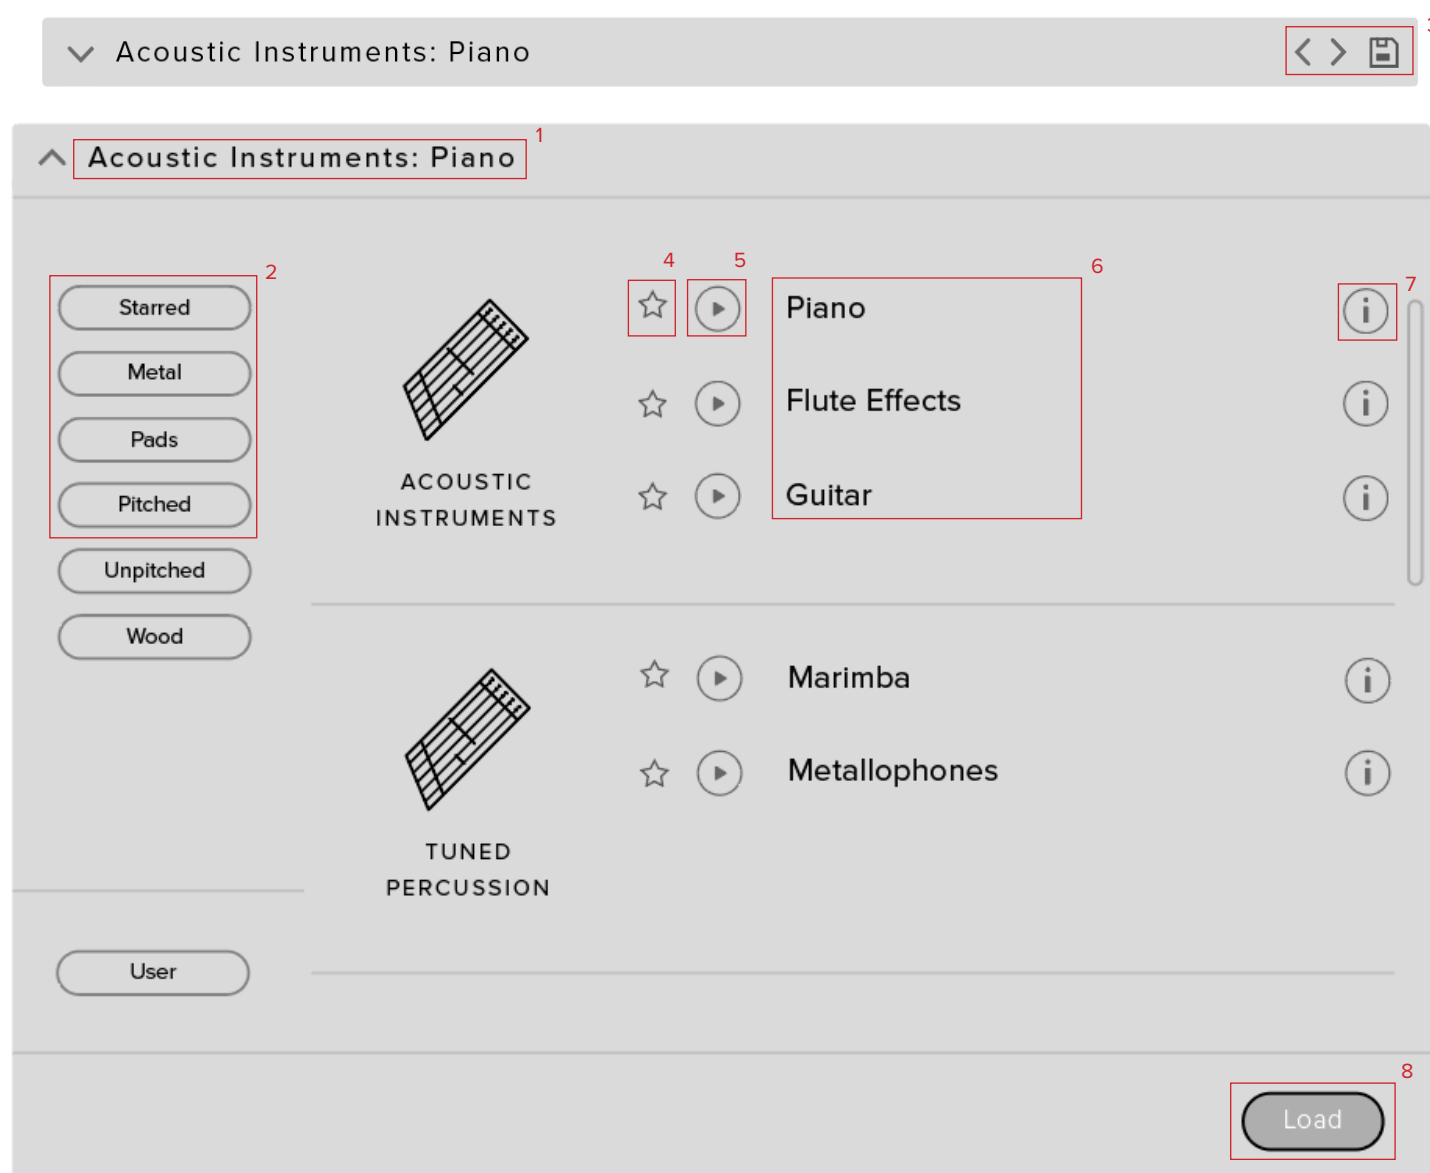 Acoustic Instruments: Piano
Acoustic Instruments: Piano
1
2
4
5
6
7
Starred
Metal
Pads
Pitched
Unpitched
Wood
User
ACOUSTIC
INSTRUMENTS
Piano
Flute Effects
Guitar
TUNED
PERCUSSION
Marimba
Metallophones
8
Load